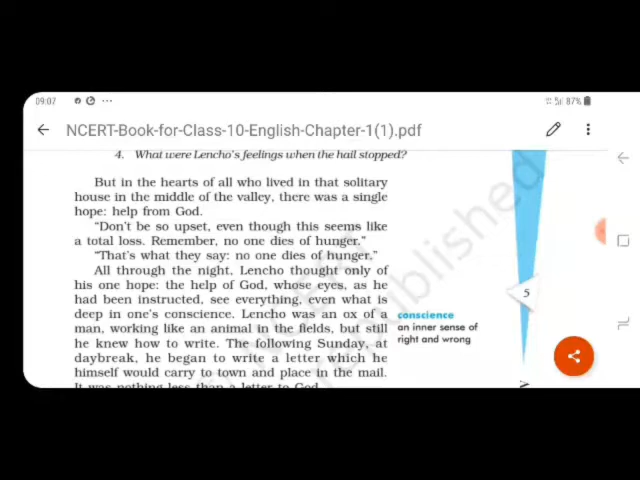 09:07
87%
NCERT-Book-for-Class-10-English-Chapter-1(1).pdf
4. What were Lencho's feelings when the hail stopped?
But in the hearts of all who lived in that solitary
house in the middle of the valley, there was a single
hope: help from God.
“Don't be so upset, even though this seems like
a total loss. Remember, no one dies of hunger.”
“That's what they say: no one dies of hunger.”
All through the night, Lencho thought only of
his one hope: the help of God, whose eyes, as
he had been instructed, see everything, even what is
deep in one's conscience. Lencho was an ox of a
man, working like an animal in the fields, but still
he knew how to write. The following Sunday, at
daybreak, he began to write a letter which he
himself would carry to town and place in the mail.
It was nothing less than a letter to God.
conscience
an inner sense of
right and wrong
5